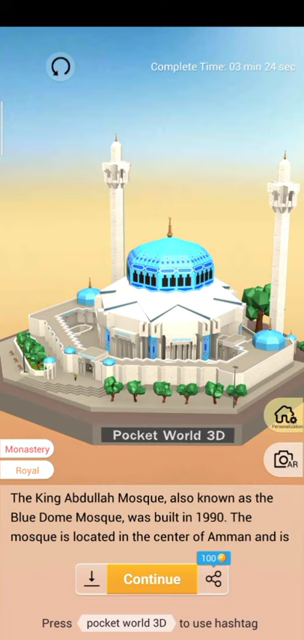 Complete Time: 03 min 24 sec
Pocket World 3D
Personalization
AR
Monastery
Royal
The King Abdullah Mosque, also known as the
Blue Dome Mosque, was built in 1990. The
mosque is located in the center of Amman and is
100
Continue
Press pocket world 3D to use hashtag